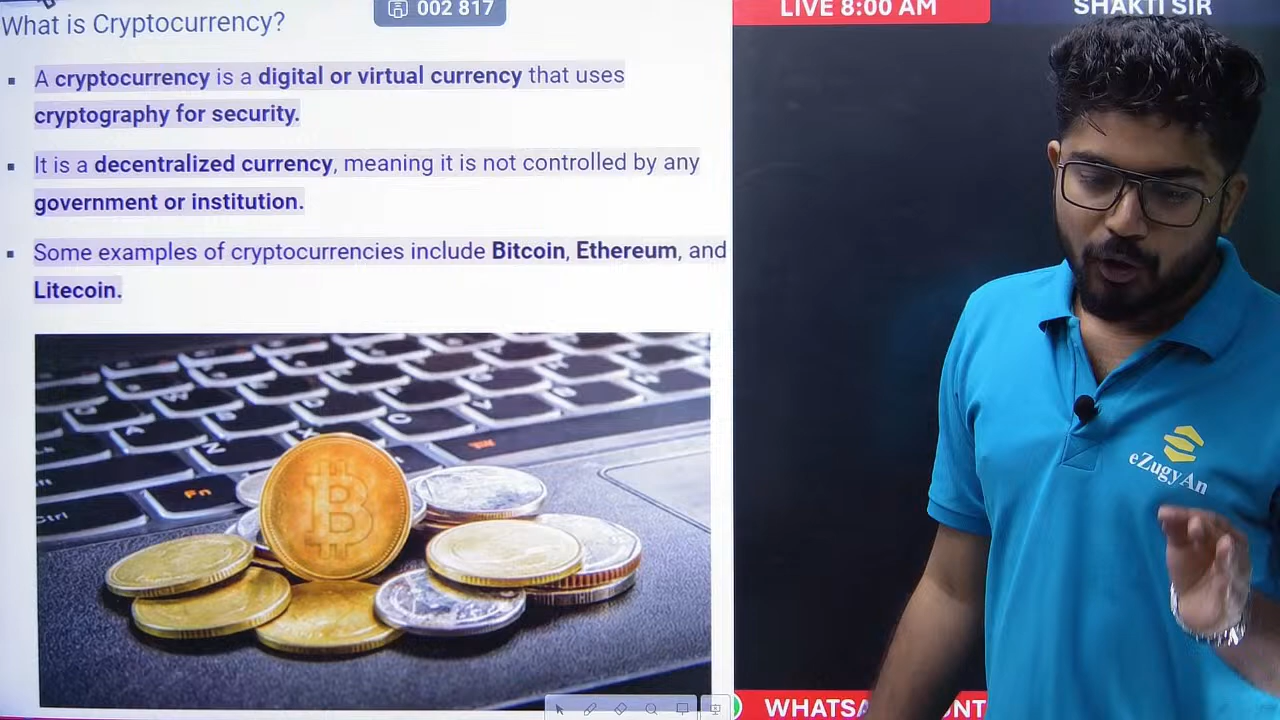 002 817
LIVE 8:00 AM
SHAKTI SIR
What is Cryptocurrency?
A cryptocurrency is a digital or virtual currency that uses
cryptography for security.
It is a decentralized currency, meaning it is not controlled by any
government or institution.
Some examples of cryptocurrencies include Bitcoin, Ethereum, and
Litecoin.
Fn
Ctrl
eZugyAn